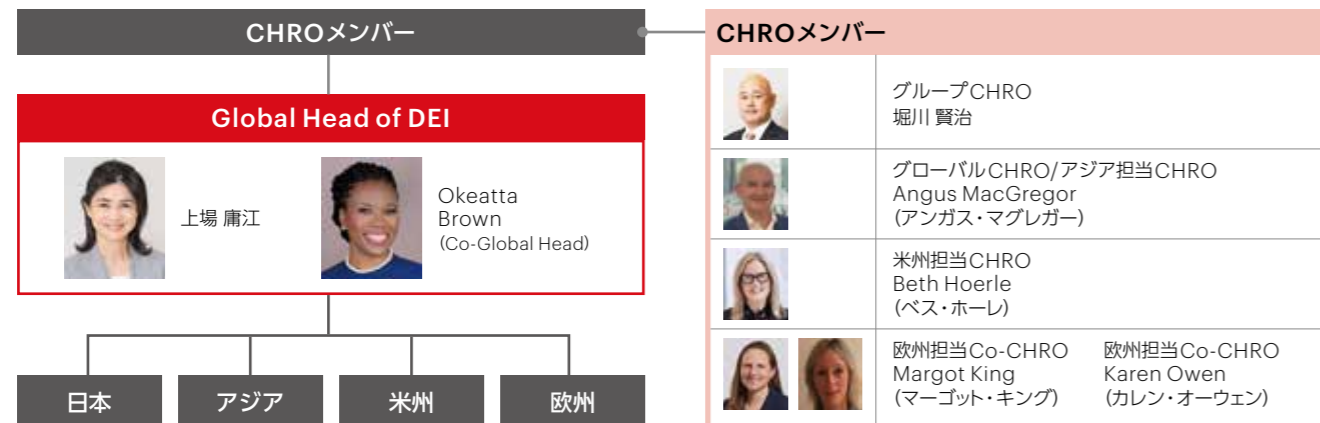 CHROメンバー
Global Head of DEI
上場 庸江
Okeatta
Brown
(Co-Global Head)
日本
アジア
米州
欧州
CHROメンバー
グループCHRO
堀川 賢治
グローバルCHRO/アジア担当CHRO
Angus MacGregor
(アンガス・マグレガー)
米州担当CHRO
Beth Hoerle
(ベス・ホーレ)
欧州担当Co-CHRO
Margot King
(マーゴット・キング)
欧州担当Co-CHRO
Karen Owen
(カレン・オーウェン)